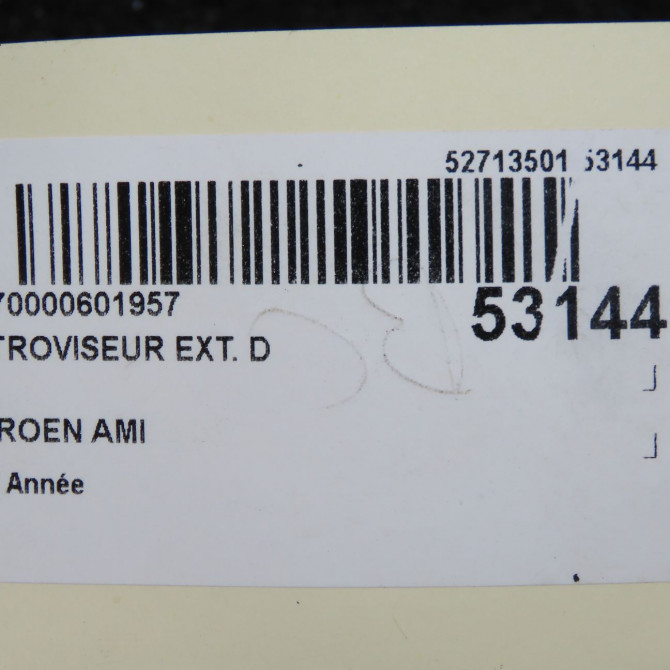 52713501 53144
70000601957
53144
TROVISEUR EXT. D
ROEN AMI
Année